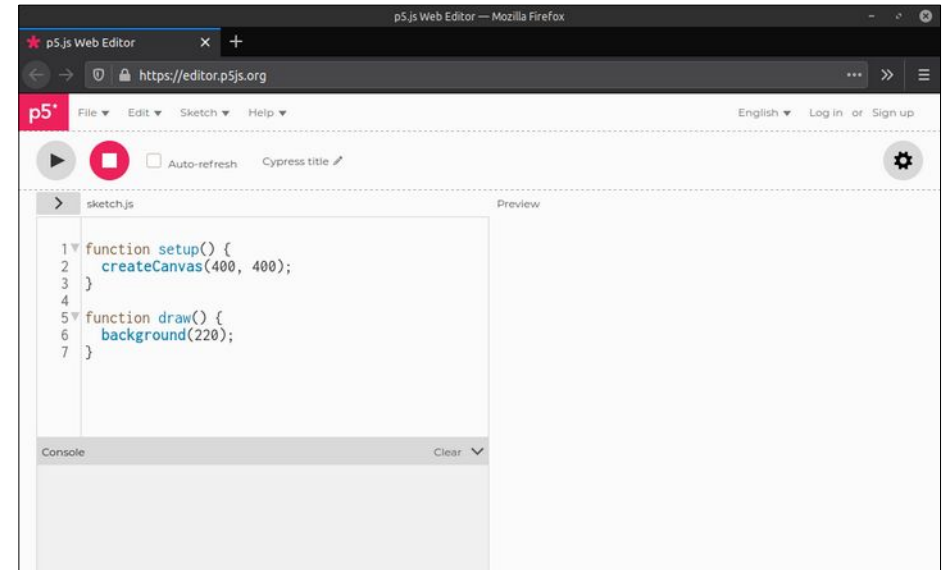 p5.js Web Editor — Mozilla Firefox
p5.js Web Editor
https://editor.p5js.org
p5* File Edit Sketch Help English Log in or Sign up
Auto-refresh Cypress title
sketch.js Preview
1 function setup() {
2 createCanvas(400, 400);
3 }
4
5 function draw() {
6 background(220);
7 }
Console Clear